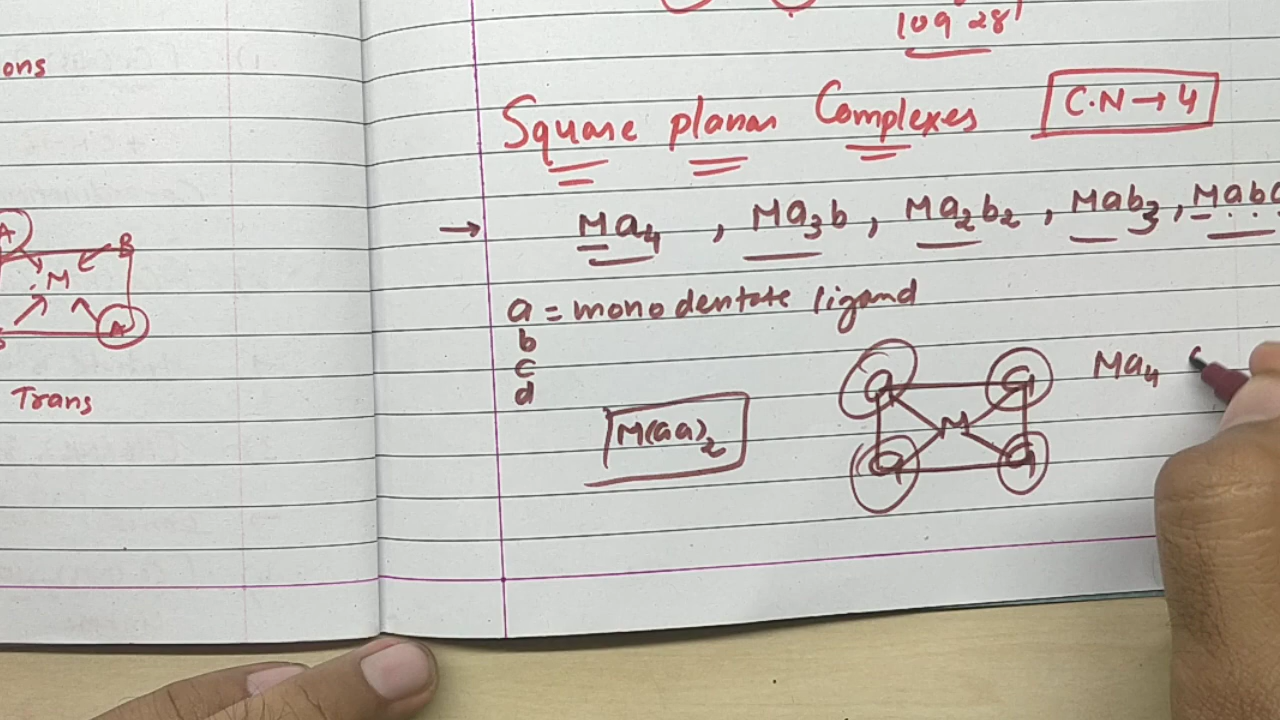 ons
A
B
M
A
Trans
109 28'
Square planar Complexes C.N → 4
→ Ma₄ , Ma₃b , Ma₂b₂ , Mab₃ , Mabc
a = monodentate ligand
b
c
d
M(aa)₂
a a
M
a a
Ma₄